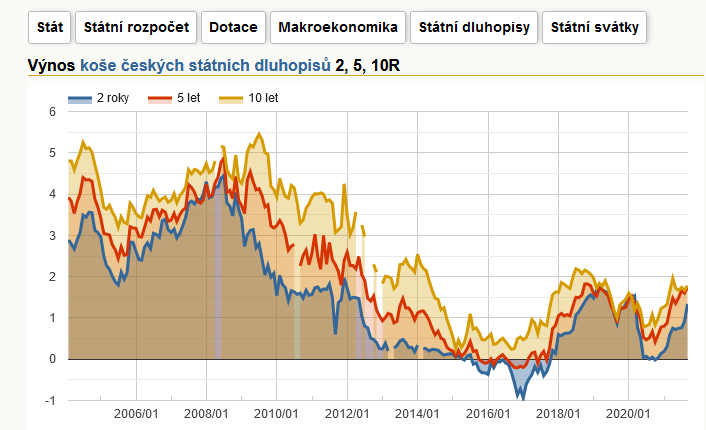 Stát Státní rozpočet Dotace Makroekonomika Státní dluhopisy Státní svátky
Výnos koše českých státních dluhopisů 2, 5, 10R
2 roky 5 let 10 let
6
5
4
3
2
1
0
-1
2006/01 2008/01 2010/01 2012/01 2014/01 2016/01 2018/01 2020/01